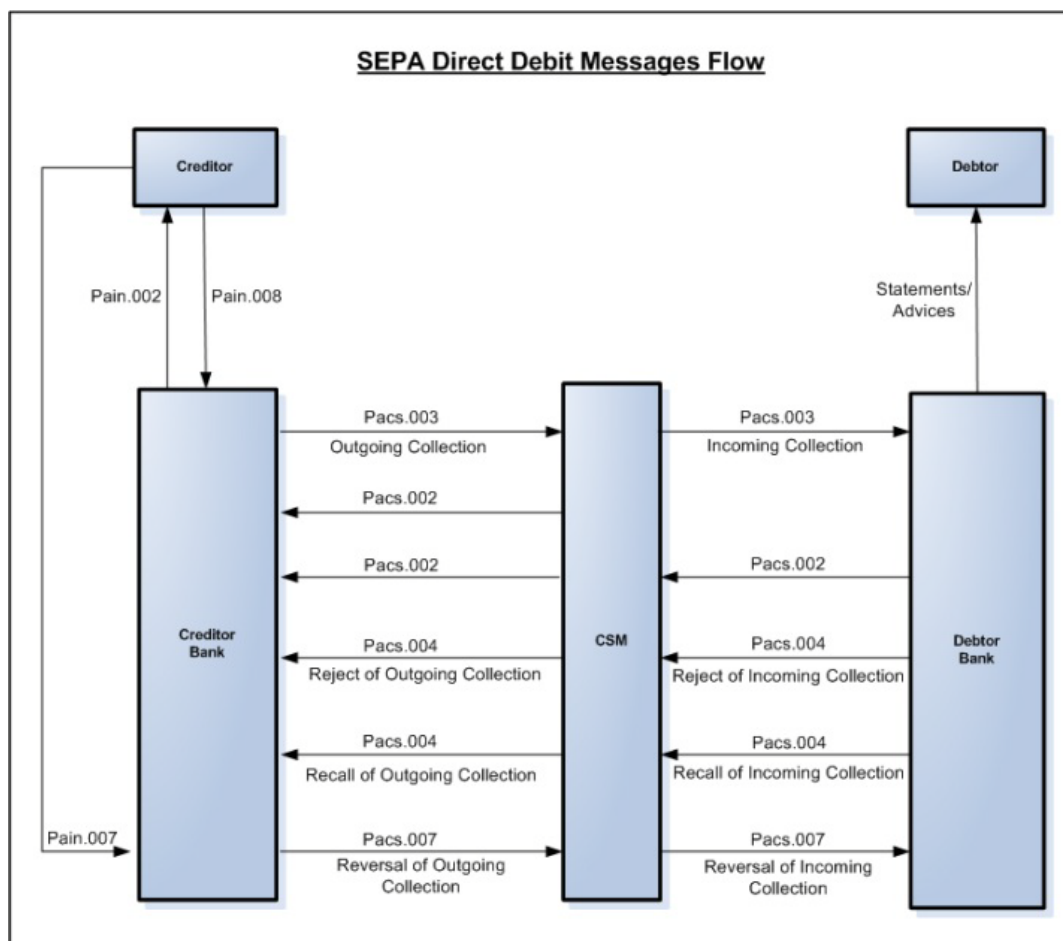 SEPA Direct Debit Messages Flow
Creditor
Debtor
Pain.002
Pain.008
Statements/
Advices
Pacs.003
Outgoing Collection
Pacs.003
Incoming Collection
Pacs.002
Pacs.002
Pacs.002
Creditor
Bank
CSM
Debtor
Bank
Pacs.004
Reject of Outgoing Collection
Pacs.004
Reject of Incoming Collection
Pacs.004
Recall of Outgoing Collection
Pacs.004
Recall of Incoming Collection
Pain.007
Pacs.007
Reversal of Outgoing
Collection
Pacs.007
Reversal of Incoming
Collection